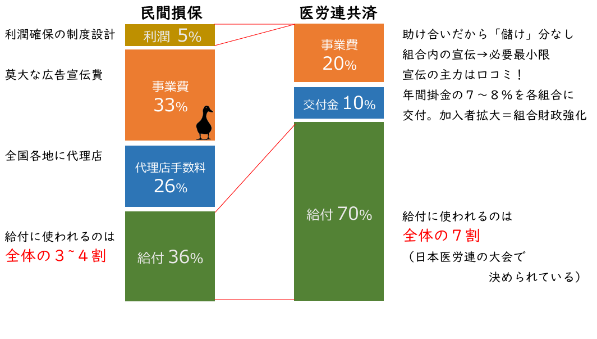 民間損保
医労連共済
利潤確保の制度設計
利潤 5%
莫大な広告宣伝費
事業費
33%
全国各地に代理店
代理店手数料
26%
給付に使われるのは
全体の３~４割
給付 36%
事業費
20%
交付金 10%
給付 70%
助け合いだから「儲け」分なし
組合内の宣伝→必要最小限
宣伝の主力は口コミ！
年間掛金の７～８％を各組合に
交付。加入者拡大＝組合財政強化
給付に使われるのは
全体の７割
（日本医労連の大会で
決められている）